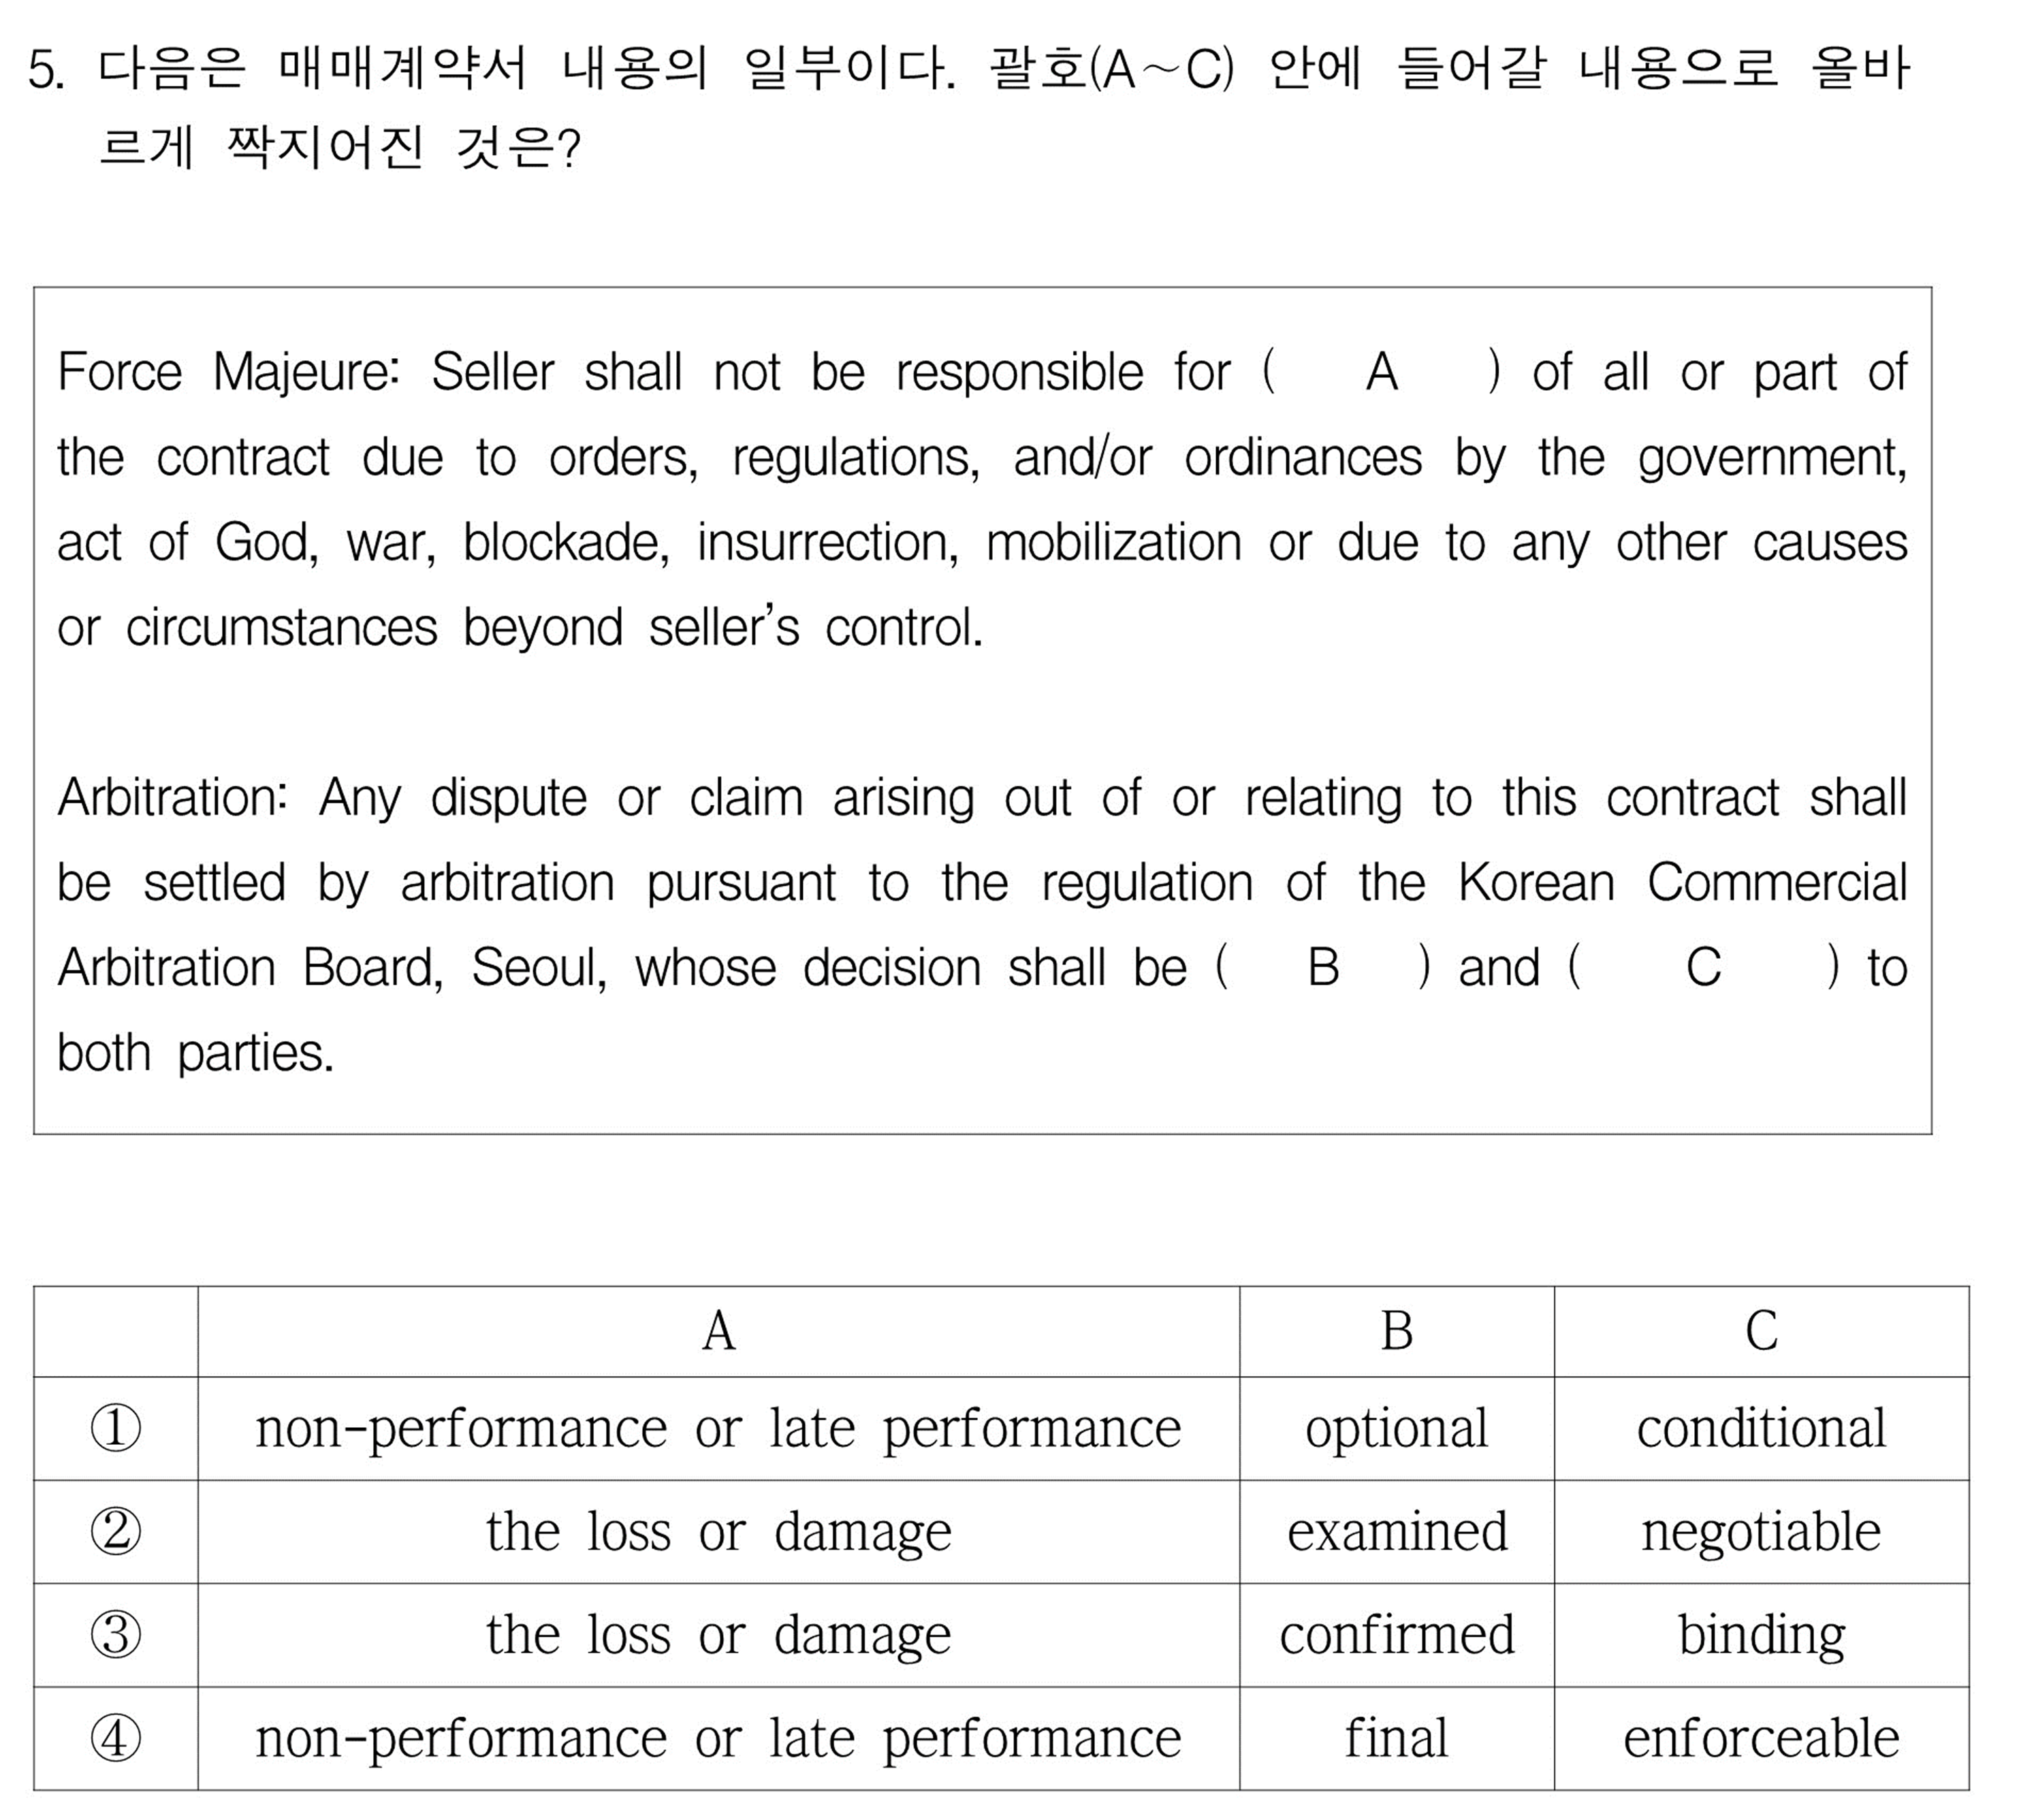 5. 다음은 매매계약서 내용의 일부이다. 괄호(A～C) 안에 들어갈 내용으로 올바
르게 짝지어진 것은?
Force Majeure: Seller shall not be responsible for ( A ) of all or part of
the contract due to orders, regulations, and/or ordinances by the government,
act of God, war, blockade, insurrection, mobilization or due to any other causes
or circumstances beyond seller's control.
Arbitration: Any dispute or claim arising out of or relating to this contract shall
be settled by arbitration pursuant to the regulation of the Korean Commercial
Arbitration Board, Seoul, whose decision shall be ( B ) and ( C ) to
both parties.
A B C
① non-performance or late performance optional conditional
② the loss or damage examined negotiable
③ the loss or damage confirmed binding
④ non-performance or late performance final enforceable